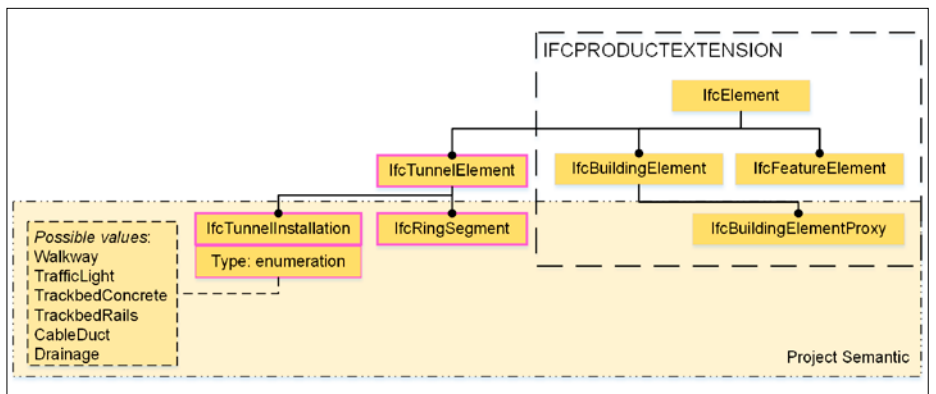 IFCPRODUCTEXTENSION
IfcElement
IfcTunnelElement
IfcBuildingElement
IfcFeatureElement
IfcTunnelInstallation
IfcRingSegment
IfcBuildingElementProxy
Type: enumeration
Possible values:
Walkway
TrafficLight
TrackbedConcrete
TrackbedRails
CableDuct
Drainage
Project Semantic